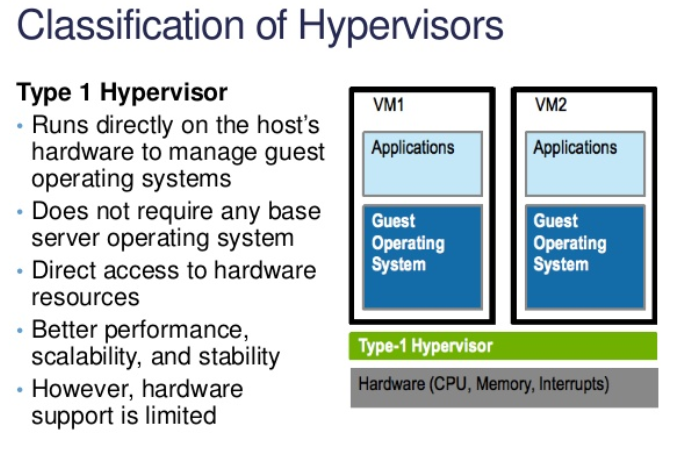 Classification of Hypervisors
Type 1 Hypervisor
• Runs directly on the host's
hardware to manage guest
operating systems
• Does not require any base
server operating system
• Direct access to hardware
resources
• Better performance,
scalability, and stability
• However, hardware
support is limited
VM1
Applications
Guest
Operating
System
VM2
Applications
Guest
Operating
System
Type-1 Hypervisor
Hardware (CPU, Memory, Interrupts)